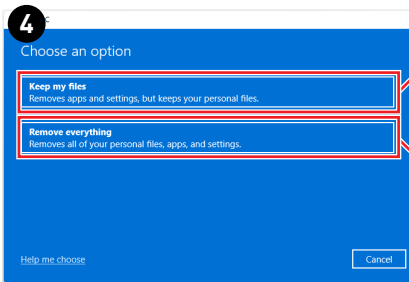 4
Choose an option
Keep my files
Removes apps and settings, but keeps your personal files.
Remove everything
Removes all of your personal files, apps, and settings.
Help me choose
Cancel